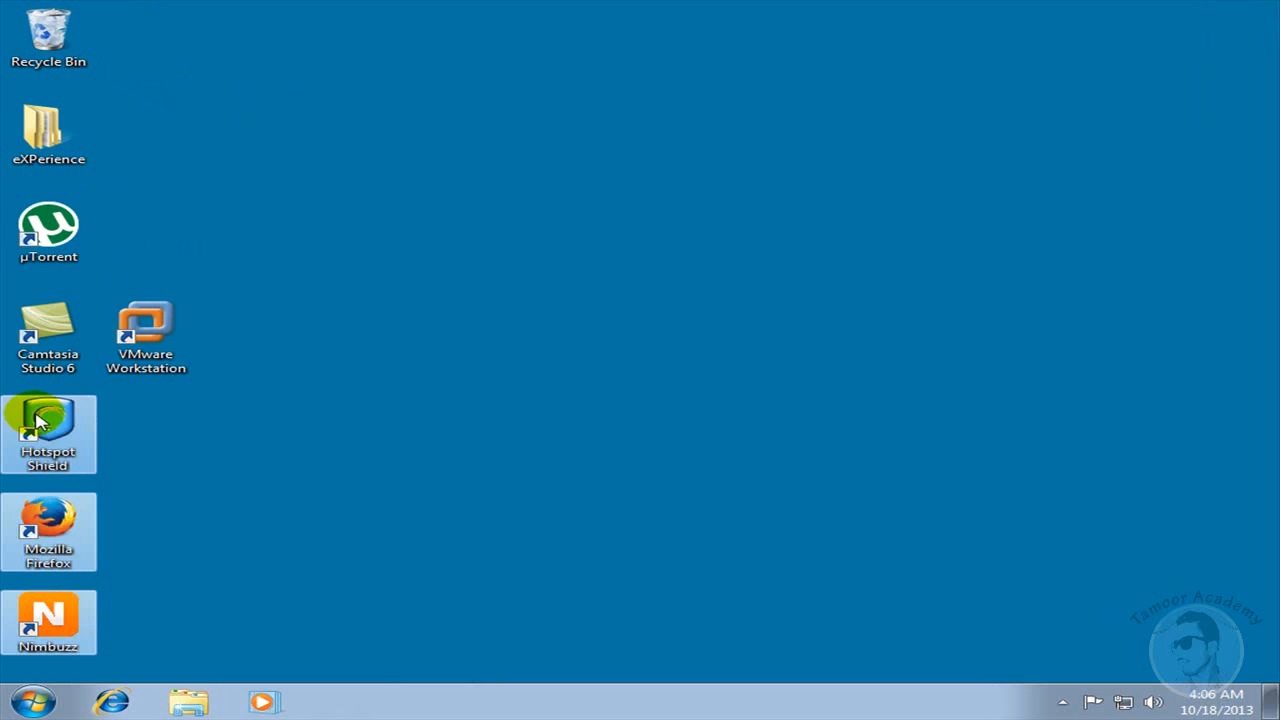 Recycle Bin
eXPerience
µTorrent
Camtasia
Studio 6
VMware
Workstation
Hotspot
Shield
Mozilla
Firefox
N
Nimbuzz
Tamoor Academy
4:06 AM
10/18/2013